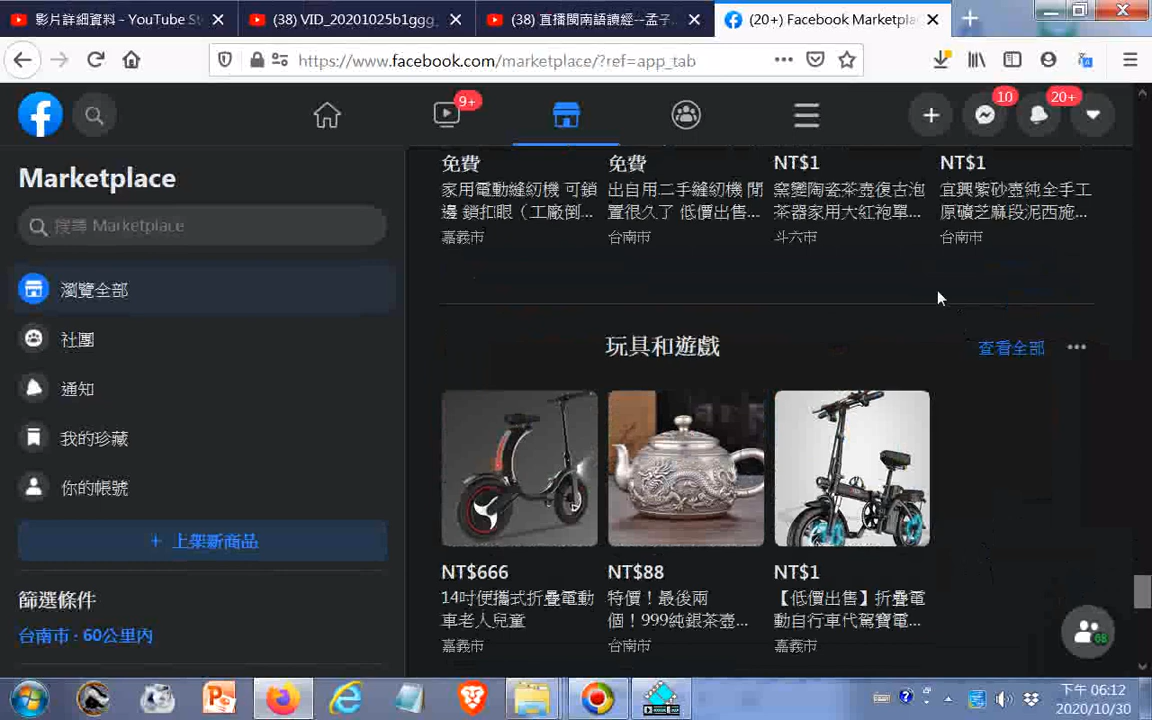 影片詳細資料 - YouTube St
(38) VID_20201025b1ggg
(38) 直播閩南語讀經--孟子
(20+) Facebook Marketpla
https://www.facebook.com/marketplace/?ref=app_tab
9+
10
20+
Marketplace
搜尋 Marketplace
瀏覽全部
社團
通知
我的珍藏
你的帳號
+ 上架新商品
篩選條件
台南市 · 60公里內
免費
家用電動縫紉機 可鎖
邊 鎖扣眼（工廠倒...
嘉義市
免費
出自用二手縫紉機 閒
置很久了 低價出售...
台南市
NT$1
窯變陶瓷茶壺復古泡
茶器家用大紅袍單...
斗六市
NT$1
宜興紫砂壺純全手工
原礦芝麻段泥西施...
台南市
玩具和遊戲
查看全部
NT$666
14吋便攜式折疊電動
車老人兒童
嘉義市
NT$88
特價！最後兩
個！999純銀茶壺...
台南市
NT$1
【低價出售】折疊電
動自行車代駕寶電...
嘉義市
68
下午 06:12
2020/10/30